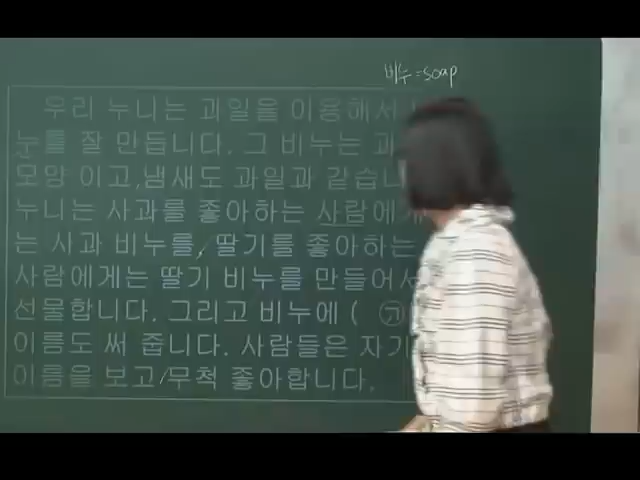 비누=soap
우리 누니는 과일을 이용해서
눈를 잘 만듭니다. 그 비누는
모양 이고,냄새도 과일과 같습니
누니는 사과를 좋아하는 사람에게
는 사과 비누를, 딸기를 좋아하는
사람에게는 딸기 비누를 만들어서
선물합니다. 그리고 비누에 ( ㉮
이름도 써 줍니다. 사람들은 자기
이름을 보고/무척 좋아합니다.